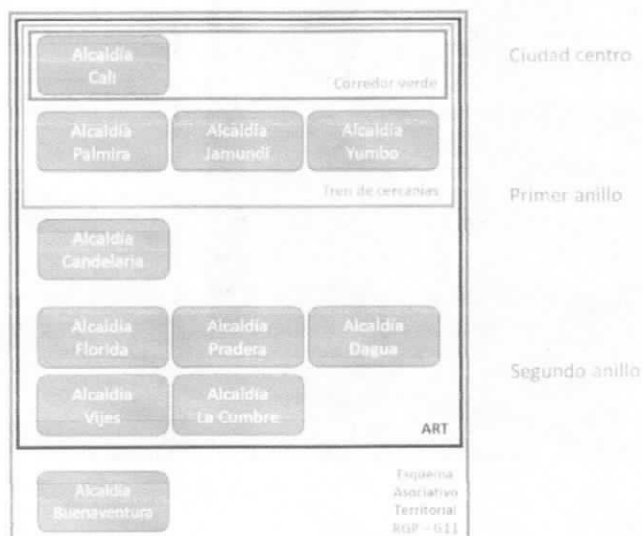 Alcaldía
Cali
Corredor verde
Ciudad centro
Alcaldía
Palmira
Alcaldía
Jamundí
Alcaldía
Yumbo
Tren de cercanías
Primer anillo
Alcaldía
Candelaria
Alcaldía
Florida
Alcaldía
Pradera
Alcaldía
Dagua
Segundo anillo
Alcaldía
Vijes
Alcaldía
La Cumbre
ART
Alcaldía
Buenaventura
Esquema
Asociativo
Territorial
RGP - G11